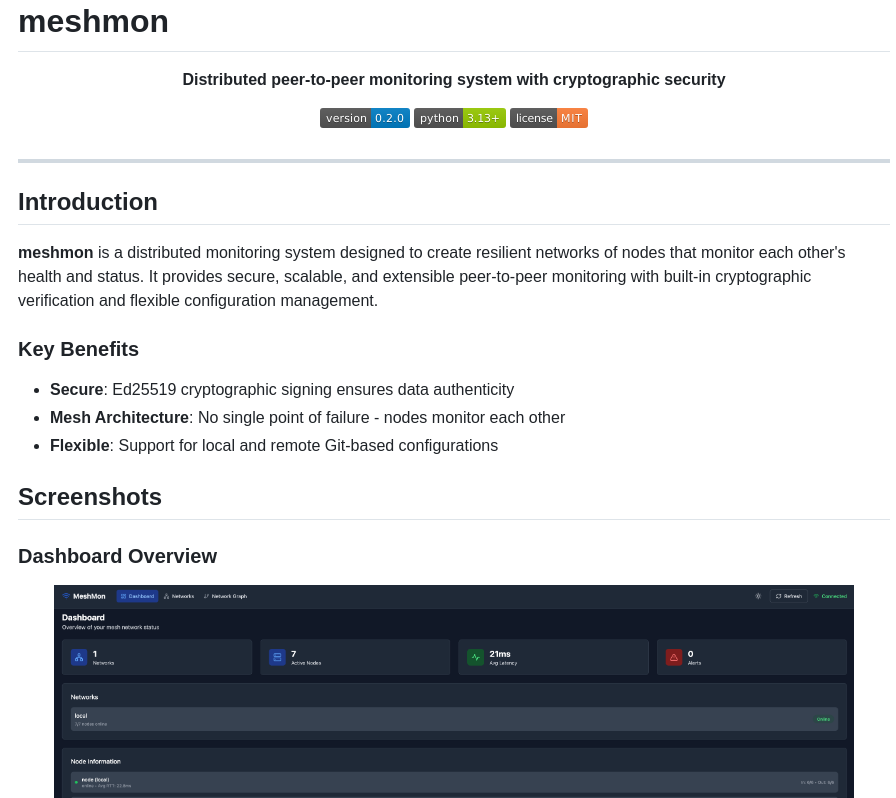 meshmon
Distributed peer-to-peer monitoring system with cryptographic security
version 0.2.0 python 3.13+ license MIT
Introduction
meshmon is a distributed monitoring system designed to create resilient networks of nodes that monitor each other's
health and status. It provides secure, scalable, and extensible peer-to-peer monitoring with built-in cryptographic
verification and flexible configuration management.
Key Benefits
Secure: Ed25519 cryptographic signing ensures data authenticity
Mesh Architecture: No single point of failure - nodes monitor each other
Flexible: Support for local and remote Git-based configurations
Screenshots
Dashboard Overview
MeshMon Dashboard Networks Network Graph Refresh Connected
Dashboard
Overview of your mesh network status
1 7 21ms 0
Networks Active Nodes Avg Latency Alerts
Networks
local
nodes online Online
Node Information
node (local)
online • Avg RTT: